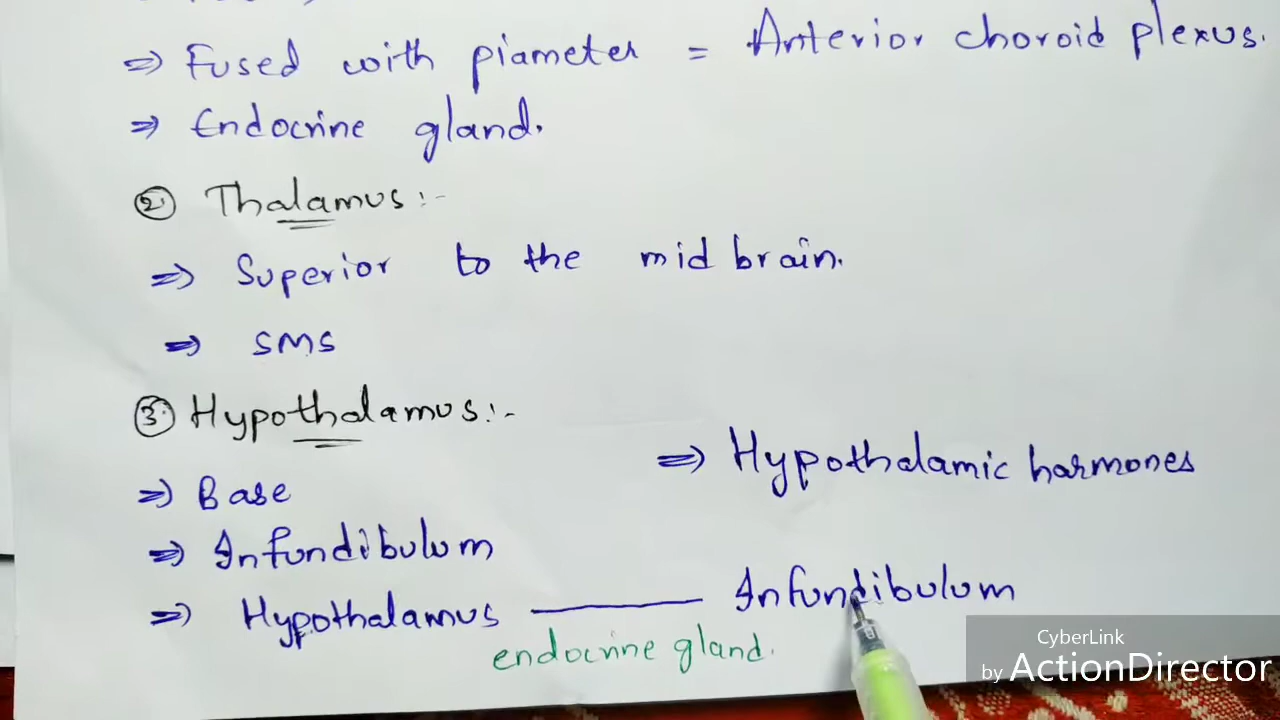 ⇒ Fused with piameter = Anterior choroid plexus.
⇒ Endocrine gland.
② Thalamus:-
⇒ Superior to the mid brain.
⇒ SMS
③ Hypothalamus:-
⇒ Hypothalamic harmones
⇒ Base
⇒ Infundibulum
⇒ Hypothalamus ——— Infundibulum
endocrine gland.
CyberLink
by ActionDirector